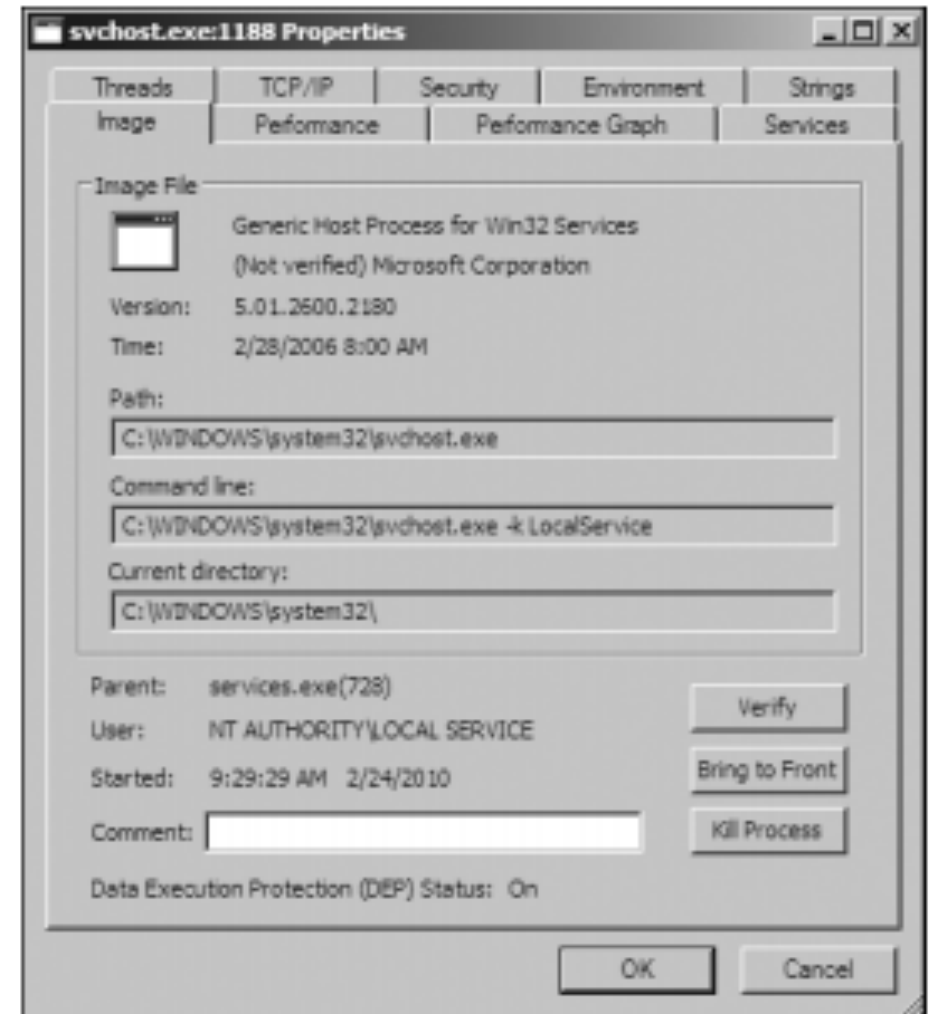 svchost.exe:1188 Properties
Threads TCP/IP Security Environment Strings
Image Performance Performance Graph Services
Image File
Generic Host Process for Win32 Services
(Not verified) Microsoft Corporation
Version: 5.01.2600.2180
Time: 2/28/2006 8:00 AM
Path:
C:\WINDOWS\system32\svchost.exe
Command line:
C:\WINDOWS\system32\svchost.exe -k LocalService
Current directory:
C:\WINDOWS\system32\
Parent: services.exe(728)
Verify
User: NT AUTHORITY\LOCAL SERVICE
Started: 9:29:29 AM 2/24/2010
Bring to Front
Comment:
Kill Process
Data Execution Protection (DEP) Status: On
OK Cancel